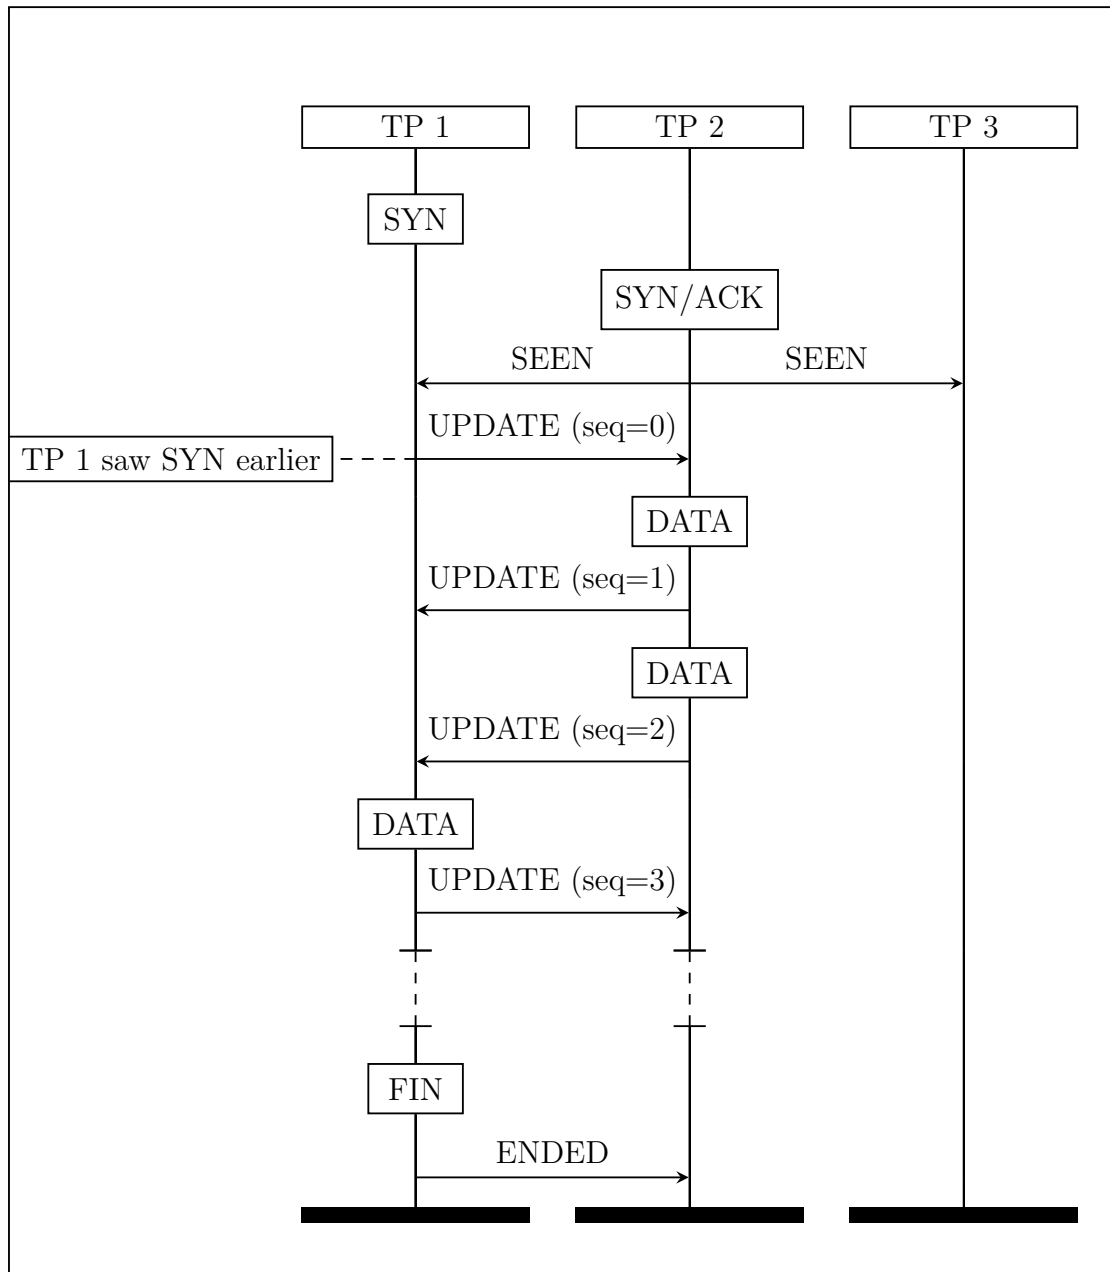 TP 1
TP 2
TP 3
SYN
SYN/ACK
SEEN
SEEN
UPDATE (seq=0)
TP 1 saw SYN earlier
DATA
UPDATE (seq=1)
DATA
UPDATE (seq=2)
DATA
UPDATE (seq=3)
FIN
ENDED